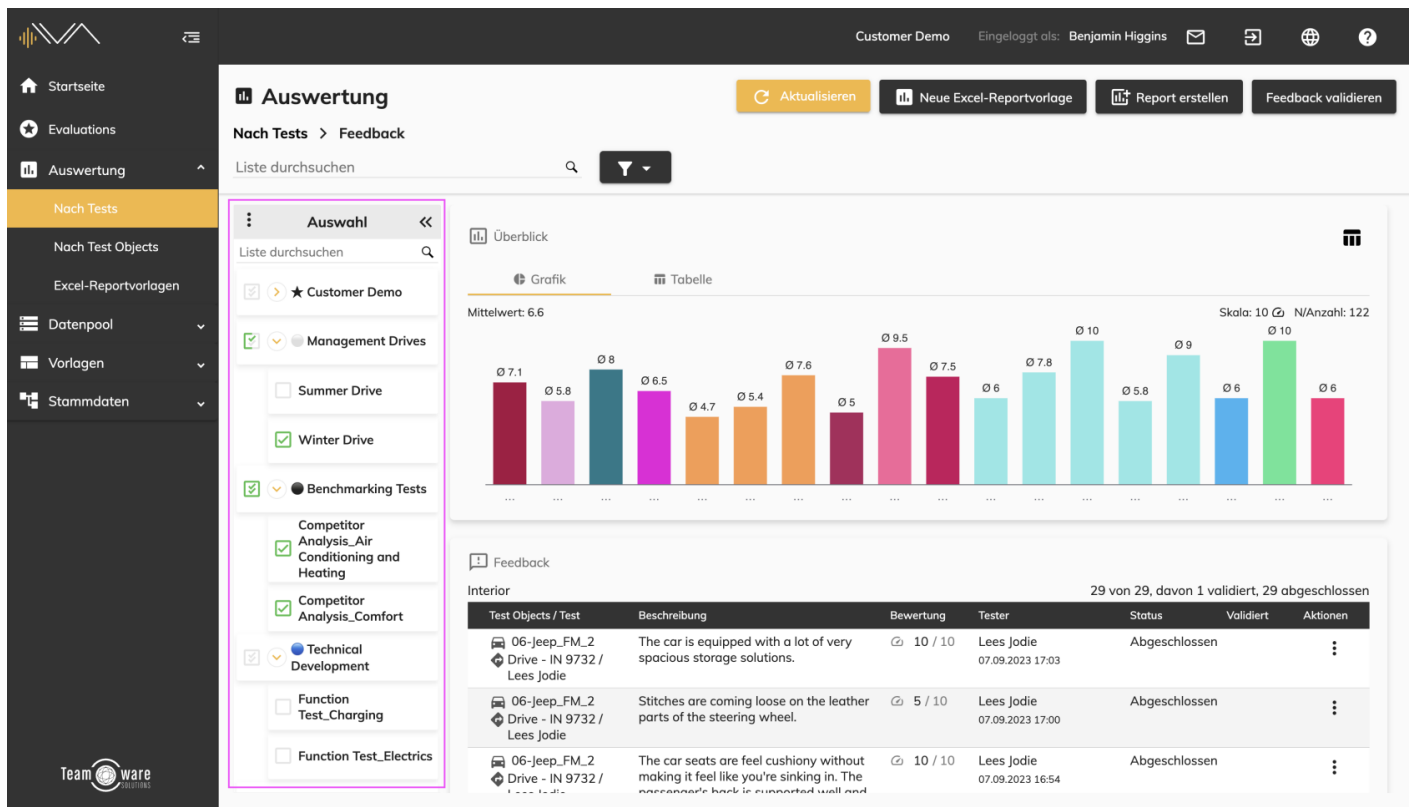 Customer Demo Eingeloggt als: Benjamin Higgins
Startseite
Evaluations
Auswertung
Nach Tests
Nach Test Objects
Excel-Reportvorlagen
Datenpool
Vorlagen
Stammdaten
Team ware
SOLUTIONS
Auswertung
Aktualisieren
Neue Excel-Reportvorlage
Report erstellen
Feedback validieren
Nach Tests > Feedback
Liste durchsuchen
Auswahl
Liste durchsuchen
Customer Demo
Management Drives
Summer Drive
Winter Drive
Benchmarking Tests
Competitor
Analysis_Air
Conditioning and
Heating
Competitor
Analysis_Comfort
Technical
Development
Function
Test_Charging
Function Test_Electrics
Überblick
Grafik
Tabelle
Mittelwert: 6.6
Skala: 10 N/Anzahl: 122
Ø 7.1
Ø 5.8
Ø 8
Ø 6.5
Ø 4.7
Ø 5.4
Ø 7.6
Ø 5
Ø 9.5
Ø 7.5
Ø 6
Ø 7.8
Ø 10
Ø 5.8
Ø 9
Ø 6
Ø 10
Ø 6
... ... ... ... ... ... ... ... ... ... ... ... ... ... ... ... ... ...
Feedback
Interior
29 von 29, davon 1 validiert, 29 abgeschlossen
Test Objects / Test Beschreibung Bewertung Tester Status Validiert Aktionen
06-Jeep_FM_2 The car is equipped with a lot of very 10 / 10 Lees Jodie Abgeschlossen
Drive - IN 9732 / spacious storage solutions. 07.09.2023 17:03
Lees Jodie
06-Jeep_FM_2 Stitches are coming loose on the leather 5 / 10 Lees Jodie Abgeschlossen
Drive - IN 9732 / parts of the steering wheel. 07.09.2023 17:00
Lees Jodie
06-Jeep_FM_2 The car seats are feel cushiony without 10 / 10 Lees Jodie Abgeschlossen
Drive - IN 9732 / making it feel like you're sinking in. The 07.09.2023 16:54
Lees Jodie passenger's back is supported well and